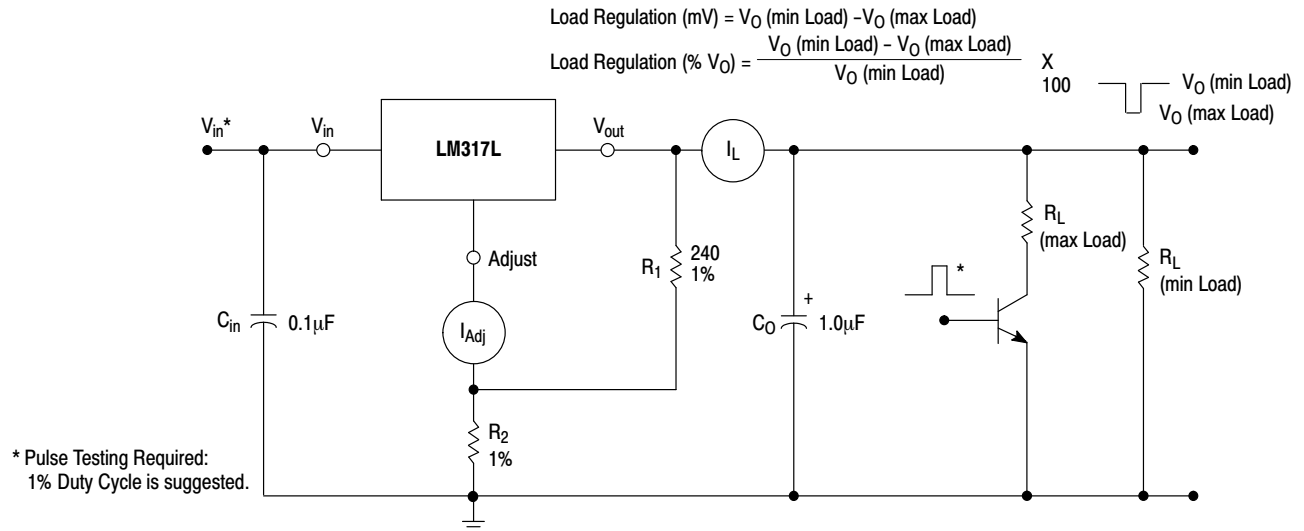 Load Regulation (mV) = VO (min Load) –VO (max Load)
Load Regulation (% VO) = VO (min Load) – VO (max Load)
VO (min Load)
X
100
VO (min Load)
VO (max Load)
Vin*
Vin
LM317L
Vout
IL
Adjust
R1
240
1%
RL
(max Load)
RL
(min Load)
*
Cin
0.1μF
IAdj
CO
+
1.0μF
R2
1%
* Pulse Testing Required:
1% Duty Cycle is suggested.